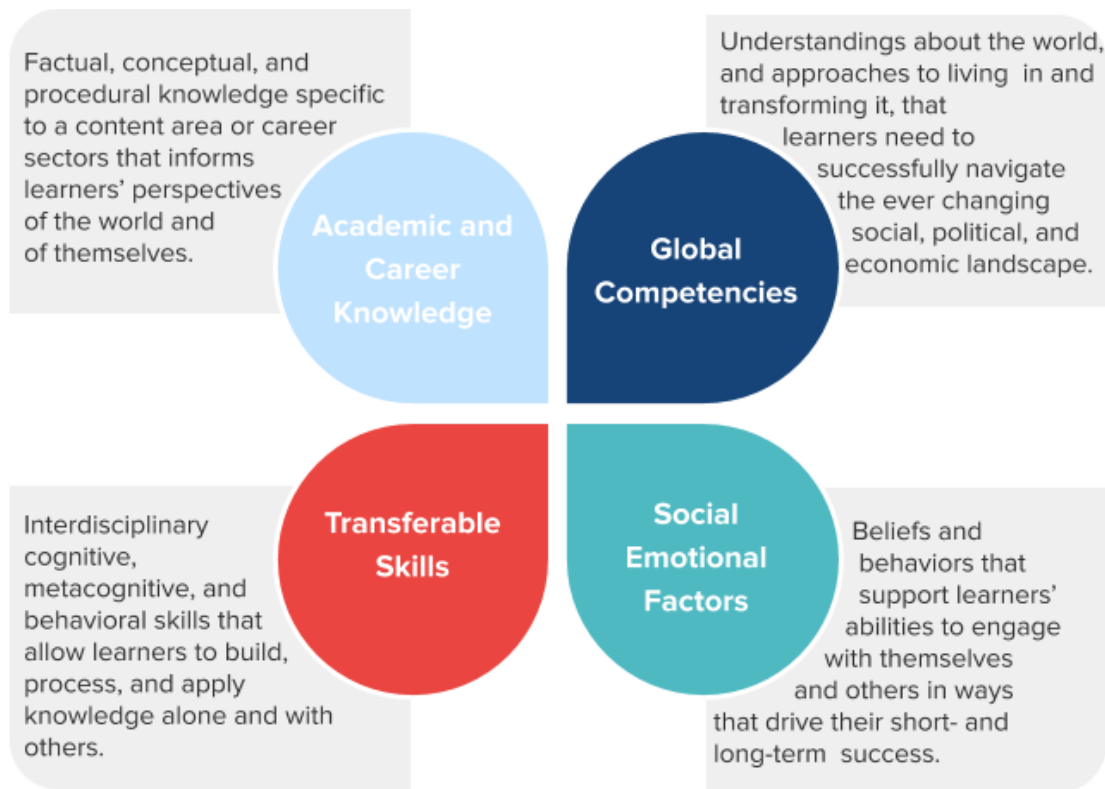 Factual, conceptual, and
procedural knowledge specific
to a content area or career
sectors that informs
learners' perspectives
of the world and
of themselves.
Academic and
Career
Knowledge
Understandings about the world,
and approaches to living in and
transforming it, that
learners need to
successfully navigate
the ever changing
social, political, and
economic landscape.
Global
Competencies
Interdisciplinary
cognitive,
metacognitive, and
behavioral skills that
allow learners to build,
process, and apply
knowledge alone and with
others.
Transferable
Skills
Social
Emotional
Factors
Beliefs and
behaviors that
support learners'
abilities to engage
with themselves
and others in ways
that drive their short- and
long-term success.